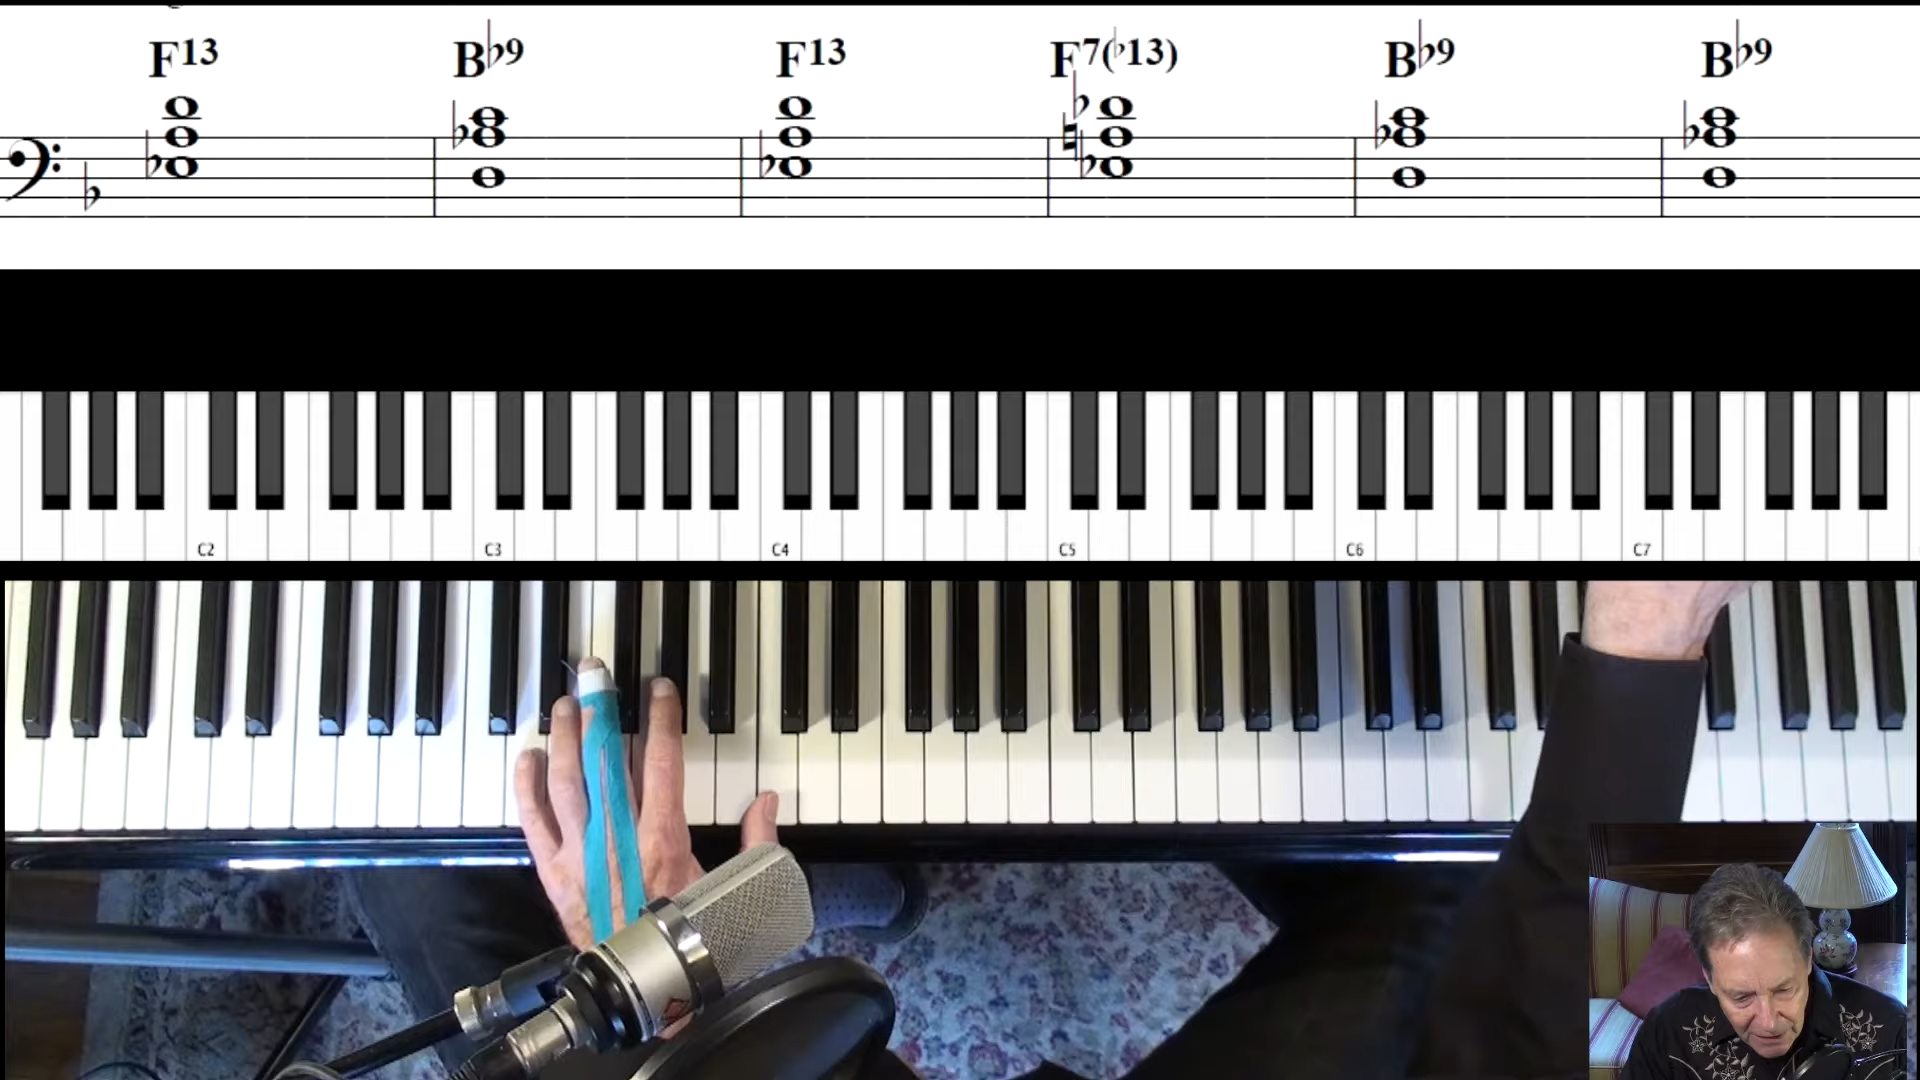 F13 B♭9 F13 F7(♭13) B♭9 B♭9
C2 C3 C4 C5 C6 C7